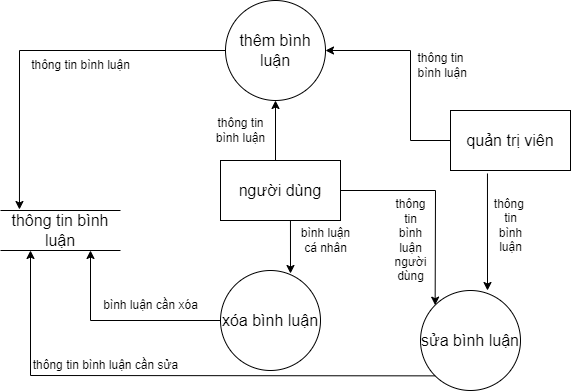 thêm bình
luận
thông tin bình luận
thông tin
bình luận
thông tin
bình luận
quản trị viên
người dùng
thông tin bình
luận
bình luận
cá nhân
thông
tin
bình
luận
người
dùng
thông
tin
bình
luận
bình luận cần xóa
xóa bình luận
sửa bình luận
thông tin bình luận cần sửa